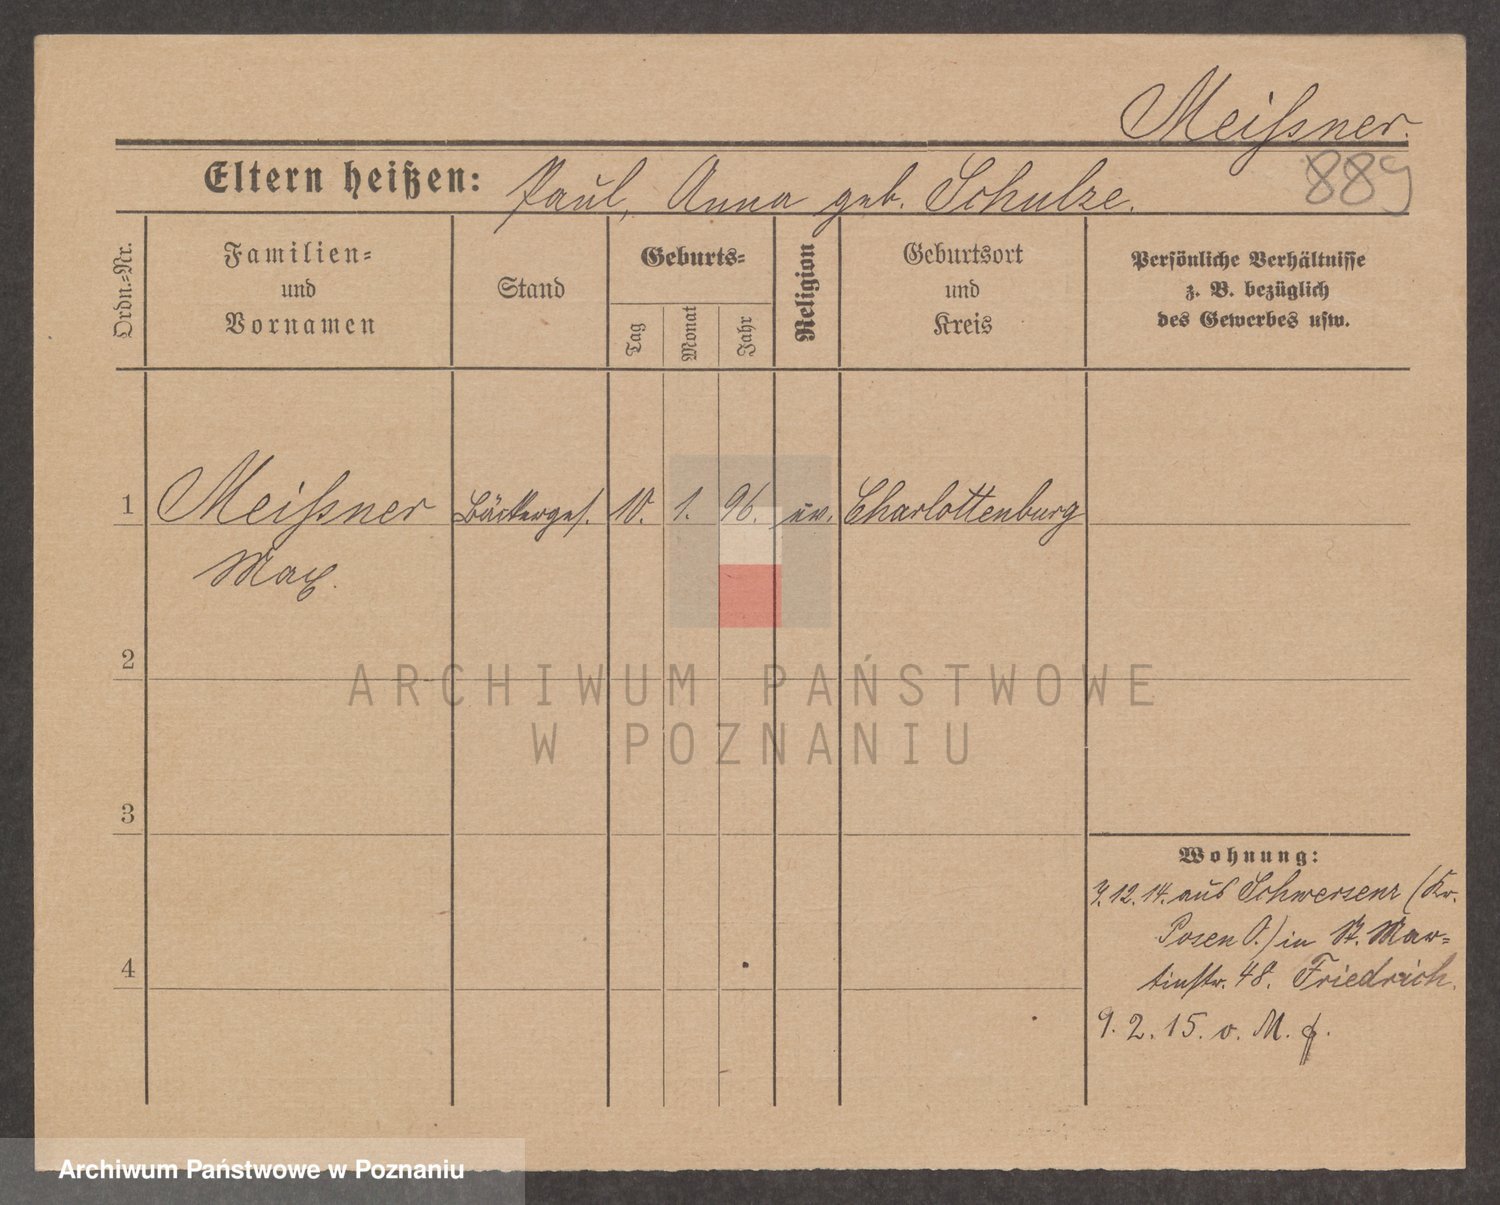 Meißner.
889
Eltern heißen: Paul, Anna geb. Schulze.
Ordn.-Nr.
Familien-
und
Vornamen
Stand
Geburts-
Tag
Monat
Jahr
Religion
Geburtsort
und
Kreis
Persönliche Verhältnisse
z. B. bezüglich
des Gewerbes usw.
1 Meißner Bäckerges. 10. 1. 96. ev. Charlottenburg
Max.
2
ARCHIWUM PAŃSTWOWE
W POZNANIU
3
Wohnung:
7.12.14. aus Schwersenz (Kr.
Posen O.) in St. Mar-
4
tinstr. 48. Friedrich.
9. 2. 15. v. M.
Archiwum Państwowe w Poznaniu